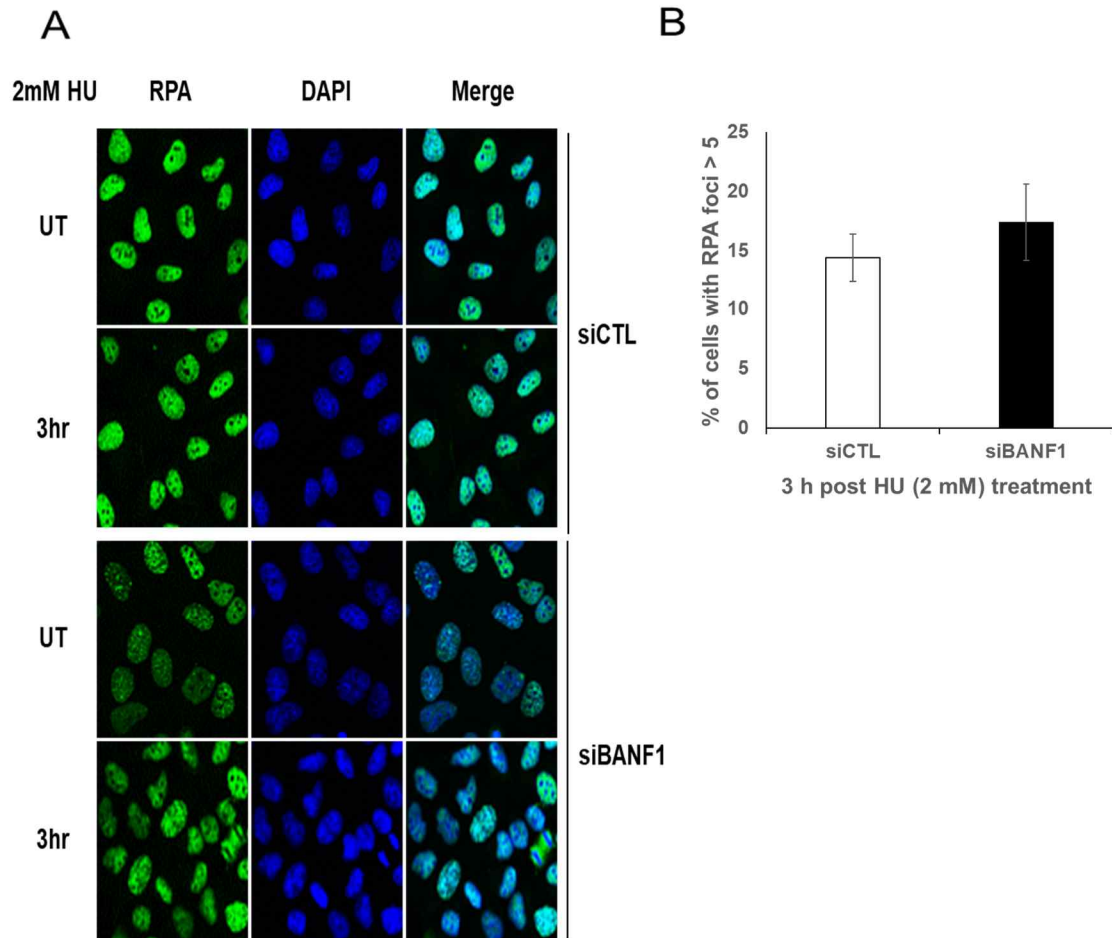 A
2mM HU RPA DAPI Merge
UT
3hr
siCTL
UT
3hr
siBANF1
B
% of cells with RPA foci > 5
25
20
15
10
5
0
siCTL siBANF1
3 h post HU (2 mM) treatment